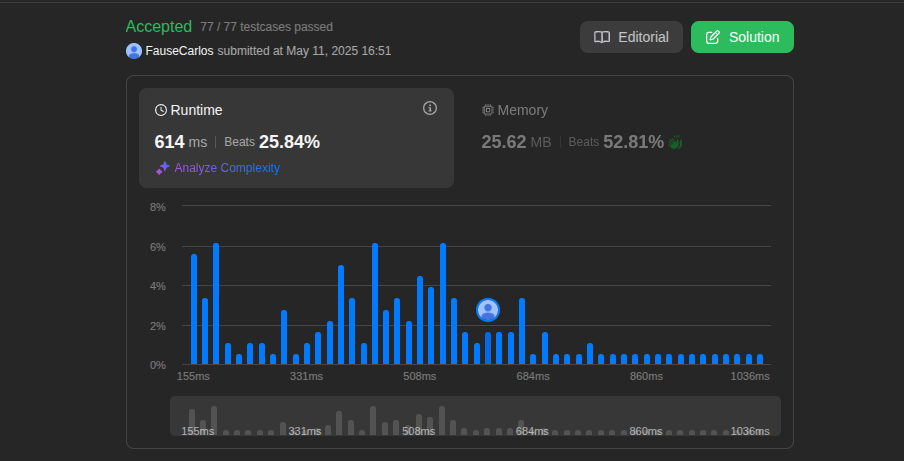 Accepted 77 / 77 testcases passed
FauseCarlos submitted at May 11, 2025 16:51
Editorial
Solution
Runtime
614 ms | Beats 25.84%
Analyze Complexity
Memory
25.62 MB | Beats 52.81%
8%
6%
4%
2%
0%
155ms 331ms 508ms 684ms 860ms 1036ms
155ms 331ms 508ms 684ms 860ms 1036ms